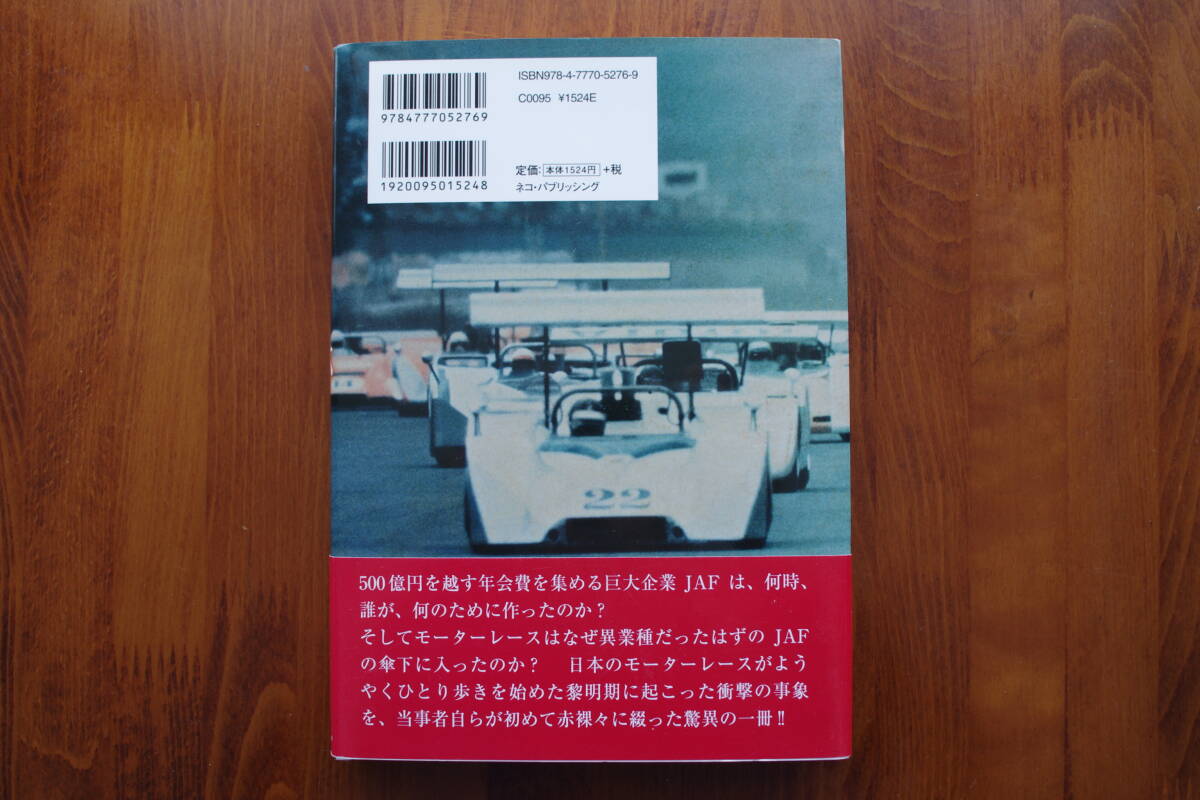 ISBN978-4-7770-5276-9
C0095 ¥1524E
9784777052769
1920095015248
定価:本体1524円+税
ネコ・パブリッシング
22
500億円を越す年会費を集める巨大企業 JAF は、何時、
誰が、何のために作ったのか?
そしてモーターレースはなぜ異業種だったはずの JAF
の傘下に入ったのか? 日本のモーターレースがよう
やくひとり歩きを始めた黎明期に起こった衝撃の事象
を、当事者自らが初めて赤裸々に綴った驚異の一冊!!